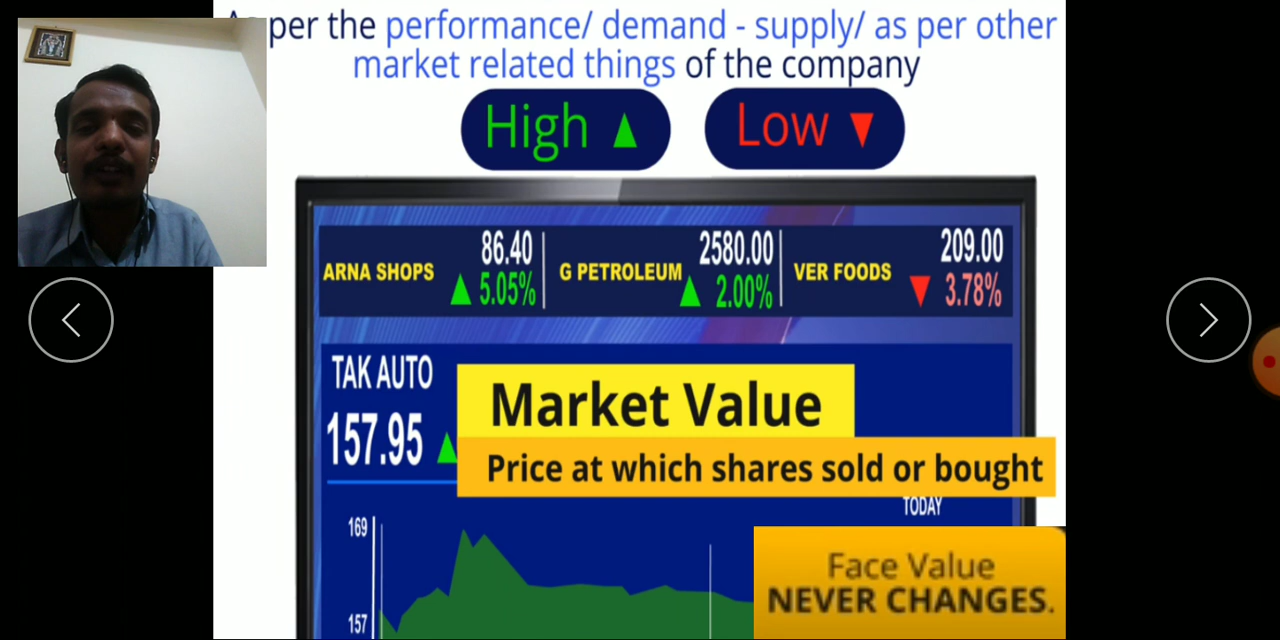 As per the performance/ demand - supply/ as per other
market related things of the company
High ▲ Low ▼
ARNA SHOPS 86.40 ▲ 5.05%
G PETROLEUM 2580.00 ▲ 2.00%
VER FOODS 209.00 ▼ 3.78%
TAK AUTO
157.95 ▲
Market Value
Price at which shares sold or bought
TODAY
169
157
Face Value
NEVER CHANGES.